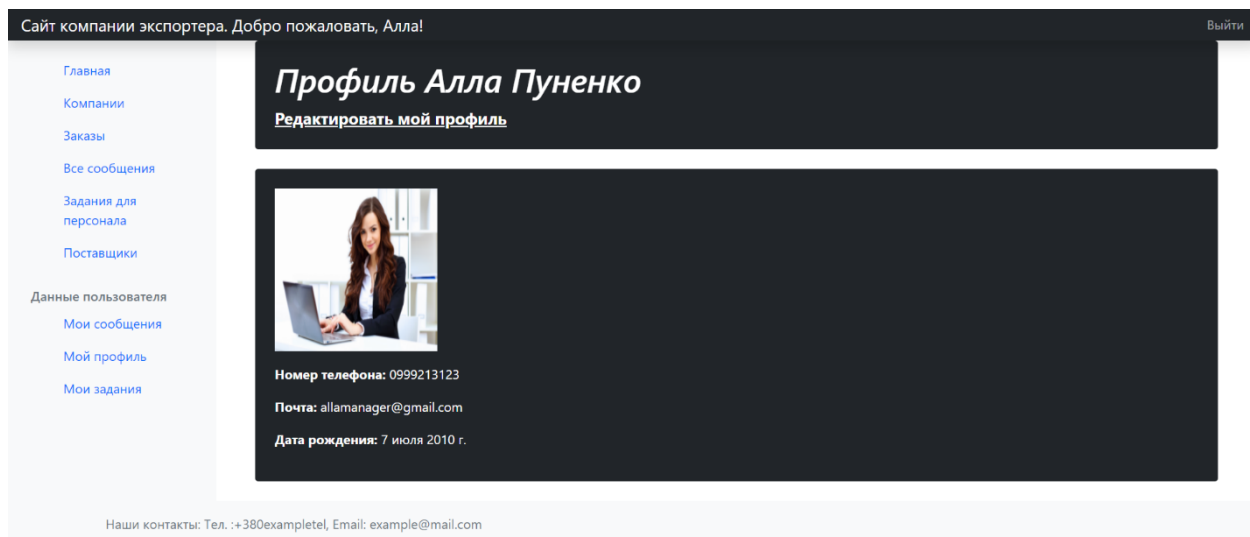 Сайт компании экспортера. Добро пожаловать, Алла!
Выйти
Главная
Компании
Заказы
Все сообщения
Задания для
персонала
Поставщики
Данные пользователя
Мои сообщения
Мой профиль
Мои задания
Профиль Алла Пуненко
Редактировать мой профиль
Номер телефона: 0999213123
Почта: allamanager@gmail.com
Дата рождения: 7 июля 2010 г.
Наши контакты: Тел. :+380exampletel, Email: example@mail.com